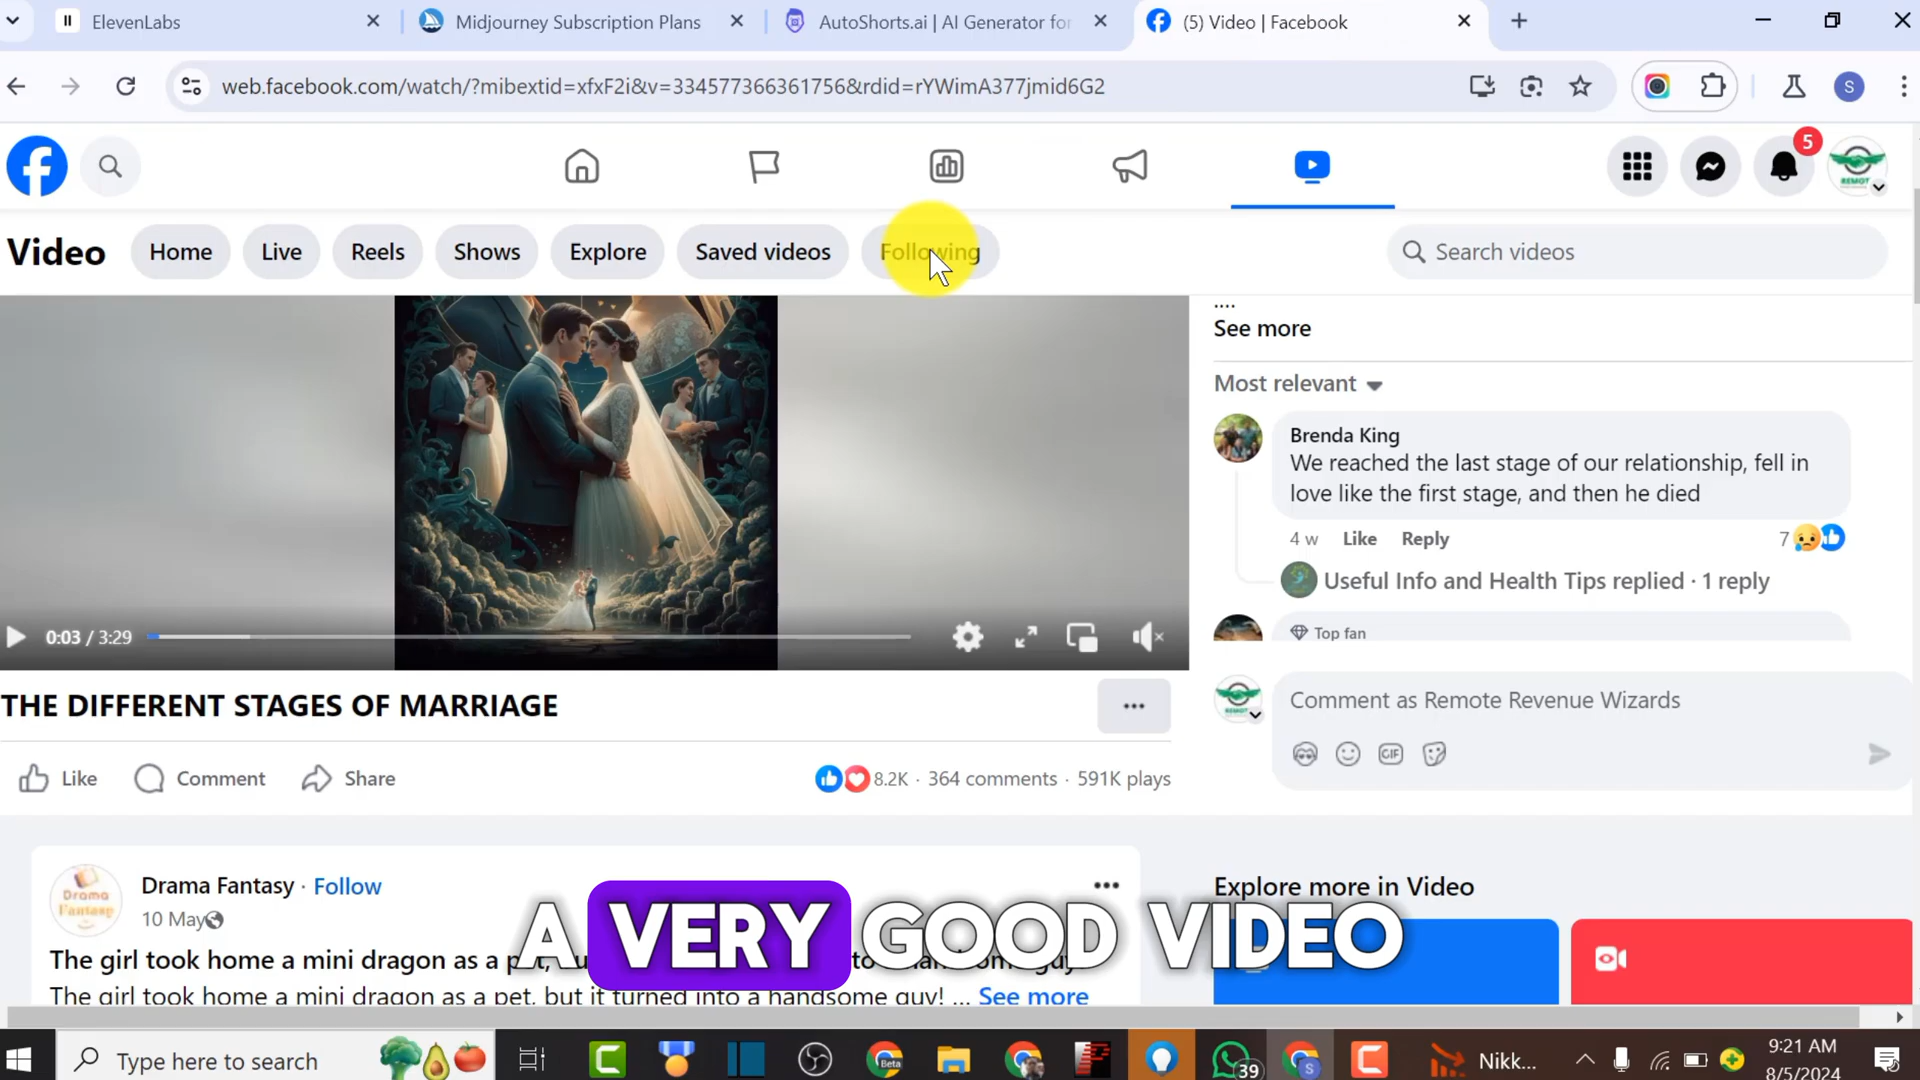 ElevenLabs
Midjourney Subscription Plans
AutoShorts.ai | AI Generator for
(5) Video | Facebook
web.facebook.com/watch/?mibextid=xfxF2i&v=334577366361756&rdid=rYWimA377jmid6G2
S
5
REMOT
Video
Home
Live
Reels
Shows
Explore
Saved videos
Following
Search videos
....
See more
Most relevant
Brenda King
We reached the last stage of our relationship, fell in
love like the first stage, and then he died
4 w Like Reply 7
Useful Info and Health Tips replied · 1 reply
Top fan
0:03 / 3:29
THE DIFFERENT STAGES OF MARRIAGE
Comment as Remote Revenue Wizards
GIF
Like
Comment
Share
8.2K · 364 comments · 591K plays
Drama Fantasy · Follow
10 May
Drama
Fantasy
Explore more in Video
A VERY GOOD VIDEO
The girl took home a mini dragon as a
The girl took home a mini dragon as a pet, but it turned into a handsome guy! ... See more
Type here to search
Beta
39
S
Nikk...
9:21 AM
8/5/2024